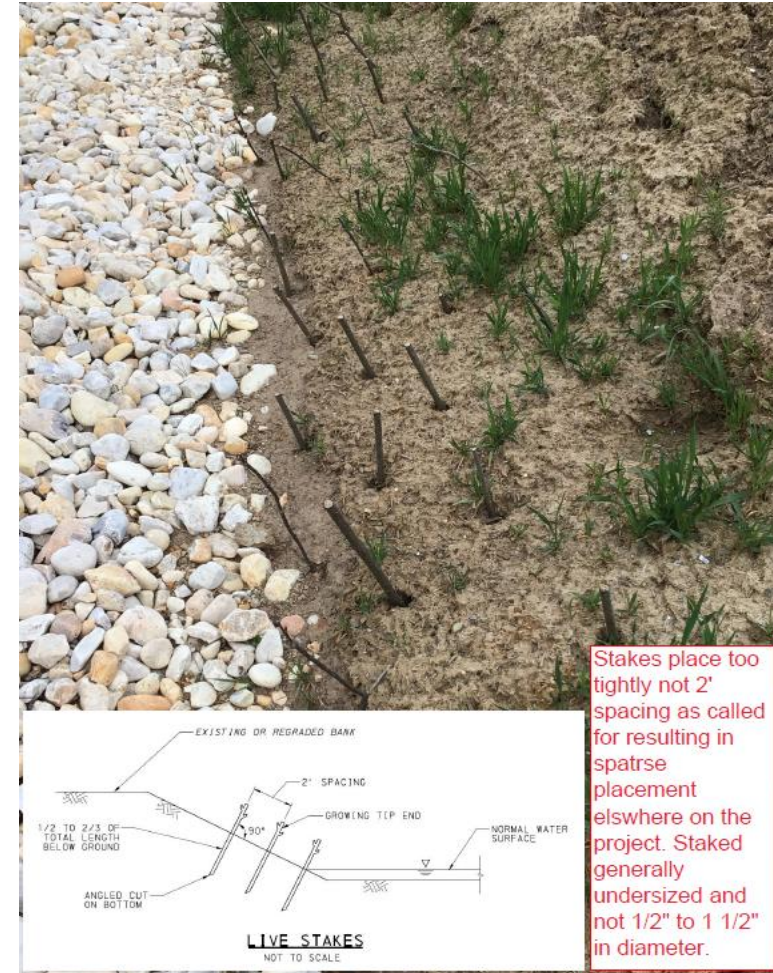 Stakes place too
tightly not 2'
spacing as called
for resulting in
spatrse
placement
elswhere on the
project. Staked
generally
undersized and
not 1/2" to 1 1/2"
in diameter.
EXISTING OR REGRADED BANK
2' SPACING
GROWING TIP END
1/2 TO 2/3 OF
TOTAL LENGTH
BELOW GROUND
90°
NORMAL WATER
SURFACE
ANGLED CUT
ON BOTTOM
LIVE STAKES
NOT TO SCALE